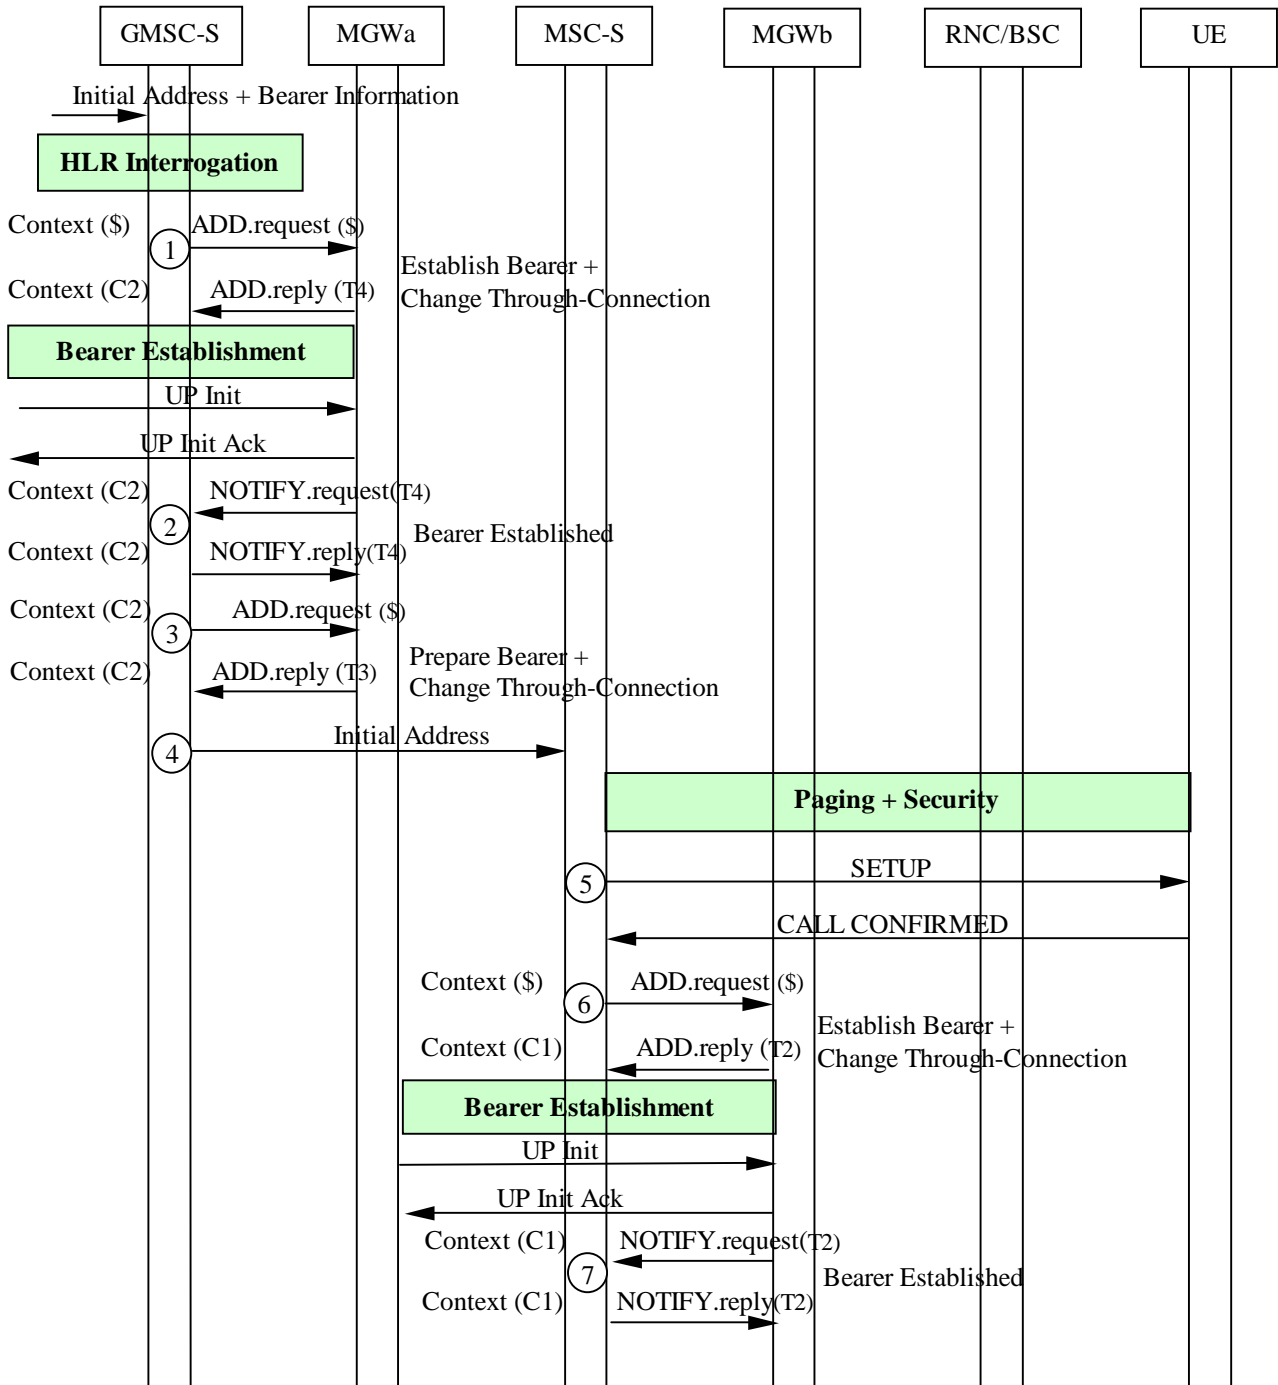 GMSC-S MGWa MSC-S MGWb RNC/BSC UE
Initial Address + Bearer Information
HLR Interrogation
Context ($) ADD.request ($)
1
Establish Bearer +
Context (C2) ADD.reply (T4)
Change Through-Connection
Bearer Establishment
UP Init
UP Init Ack
Context (C2) NOTIFY.request(T4)
2
Bearer Established
Context (C2) NOTIFY.reply(T4)
Context (C2) ADD.request ($)
3
Prepare Bearer +
Context (C2) ADD.reply (T3)
Change Through-Connection
Initial Address
4
Paging + Security
SETUP
5
CALL CONFIRMED
Context ($) ADD.request ($)
6
Establish Bearer +
Context (C1) ADD.reply (T2)
Change Through-Connection
Bearer Establishment
UP Init
UP Init Ack
Context (C1) NOTIFY.request(T2)
7
Bearer Established
Context (C1) NOTIFY.reply(T2)